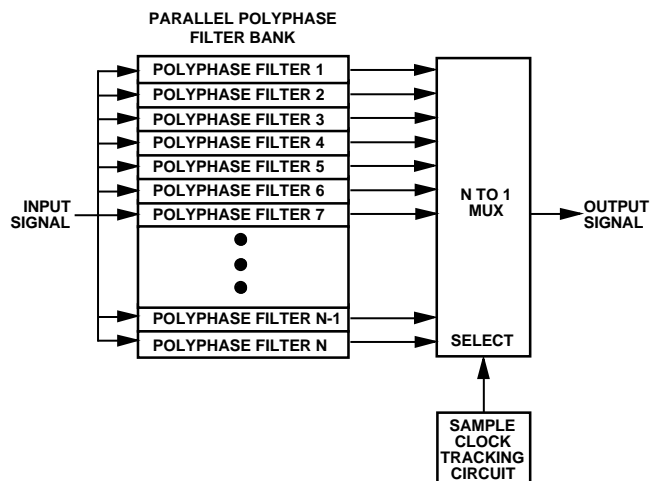 PARALLEL POLYPHASE
FILTER BANK
POLYPHASE FILTER 1
POLYPHASE FILTER 2
POLYPHASE FILTER 3
POLYPHASE FILTER 4
POLYPHASE FILTER 5
POLYPHASE FILTER 6
POLYPHASE FILTER 7
POLYPHASE FILTER N-1
POLYPHASE FILTER N
INPUT
SIGNAL
N TO 1
MUX
SELECT
OUTPUT
SIGNAL
SAMPLE
CLOCK
TRACKING
CIRCUIT